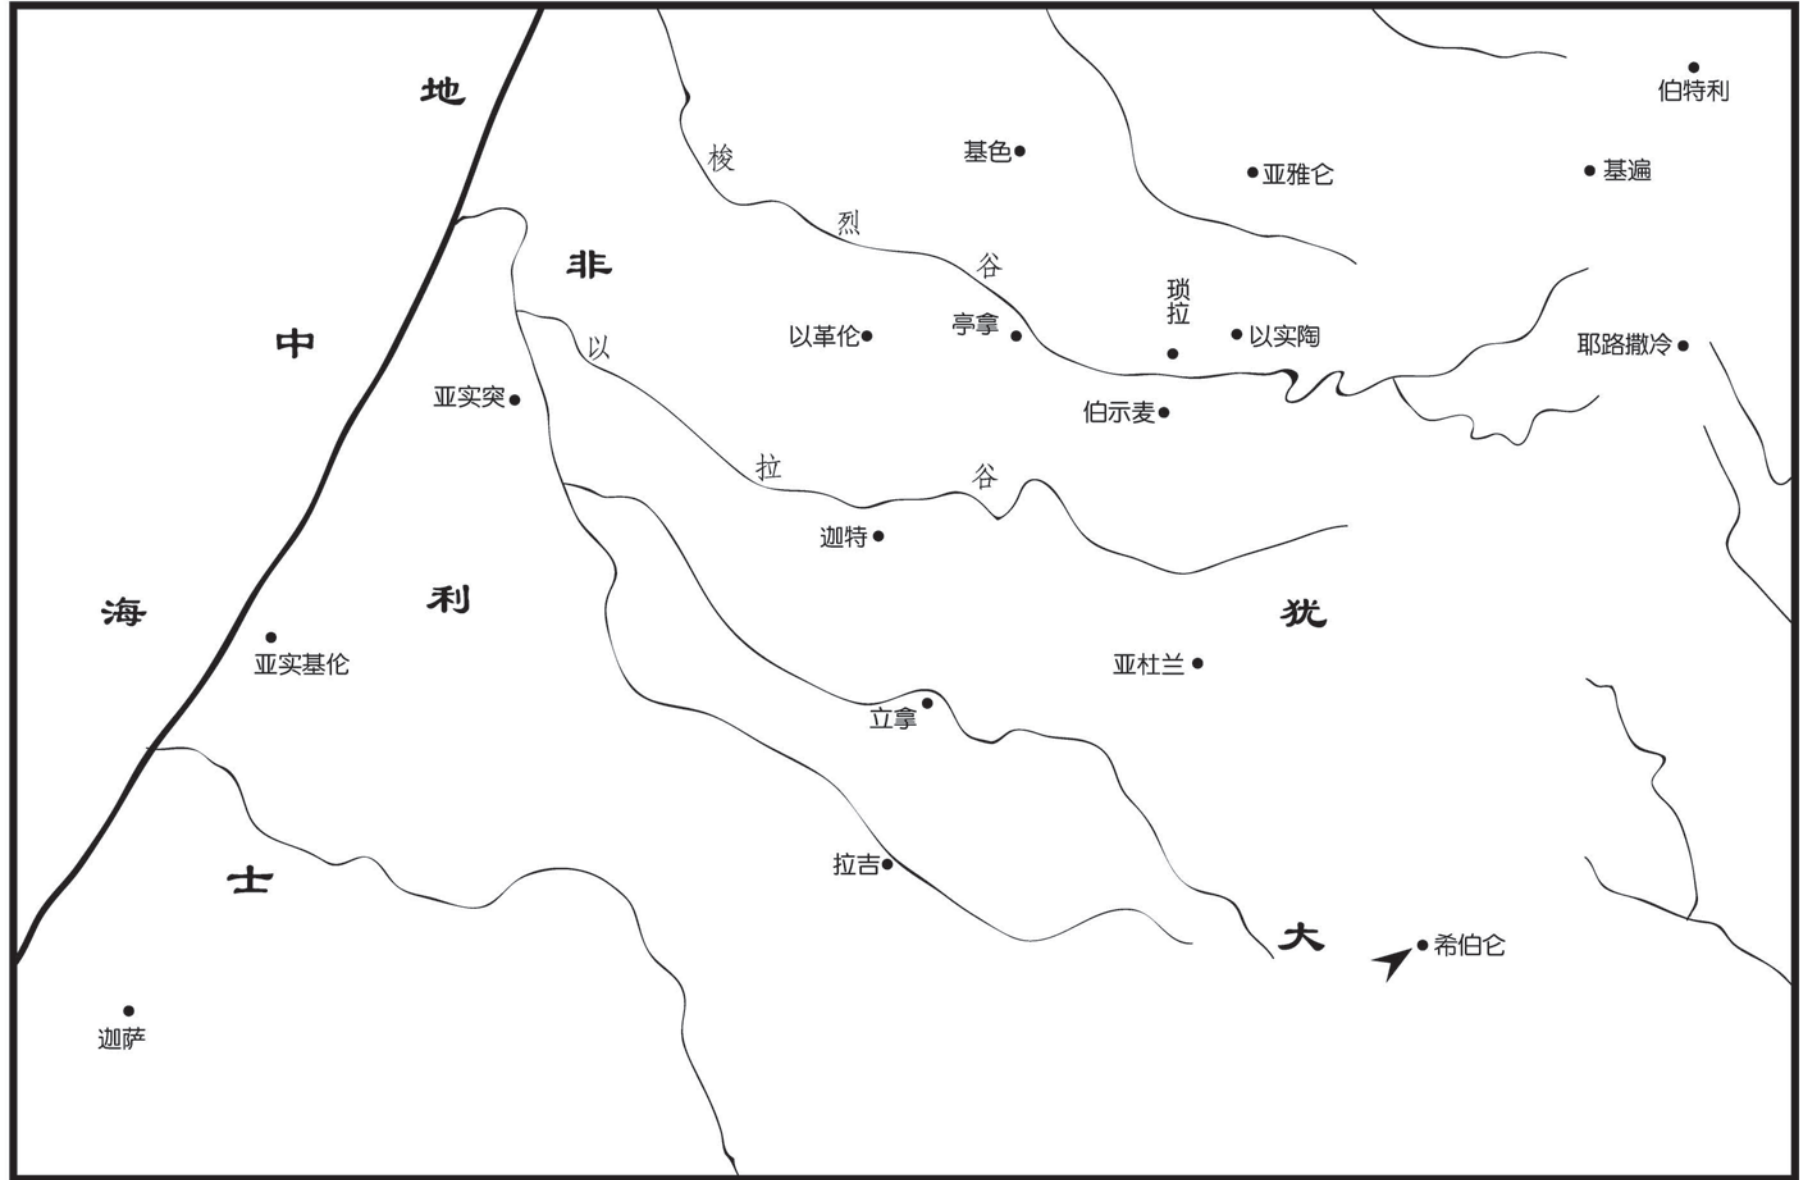 地中海
非利士
犹大
梭烈谷
以拉谷
伯特利
基色
亚雅仑
基遍
琐拉
以革伦
亭拿
以实陶
耶路撒冷
亚实突
伯示麦
迦特
亚实基伦
亚杜兰
立拿
拉吉
希伯仑
迦萨